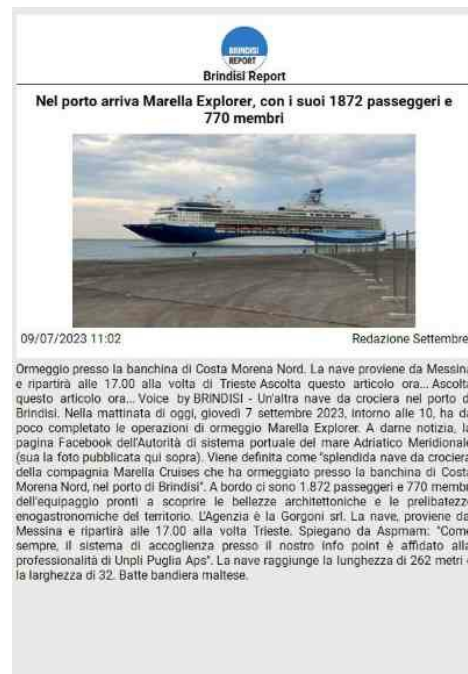 BRINDISI
REPORT
Brindisi Report
Nel porto arriva Marella Explorer, con i suoi 1872 passeggeri e
770 membri
09/07/2023 11:02
Redazione Settembre
Ormeggio presso la banchina di Costa Morena Nord. La nave proviene da Messina
e ripartirà alle 17.00 alla volta di Trieste Ascolta questo articolo ora... Ascolta
questo articolo ora... Voice by BRINDISI - Un'altra nave da crociera nel porto d
Brindisi. Nella mattinata di oggi, giovedì 7 settembre 2023, intorno alle 10, ha da
poco completato le operazioni di ormeggio Marella Explorer. A darne notizia, la
pagina Facebook dell'Autorità di sistema portuale del mare Adriatico Meridionale
(sua la foto pubblicata qui sopra). Viene definita come "splendida nave da crociera
della compagnia Marella Cruises che ha ormeggiato presso la banchina di Costa
Morena Nord, nel porto di Brindisi". A bordo ci sono 1.872 passeggeri e 770 membr
dell'equipaggio pronti a scoprire le bellezze architettoniche e le prelibatezze
enogastronomiche del territorio. L'Agenzia è la Gorgoni srl. La nave, proviene da
Messina e ripartirà alle 17.00 alla volta Trieste. Spiegano da Aspmam: "Come
sempre, il sistema di accoglienza presso il nostro info point è affidato alla
professionalità di Unpli Puglia Aps". La nave raggiunge la lunghezza di 262 metri e
la larghezza di 32. Batte bandiera maltese.